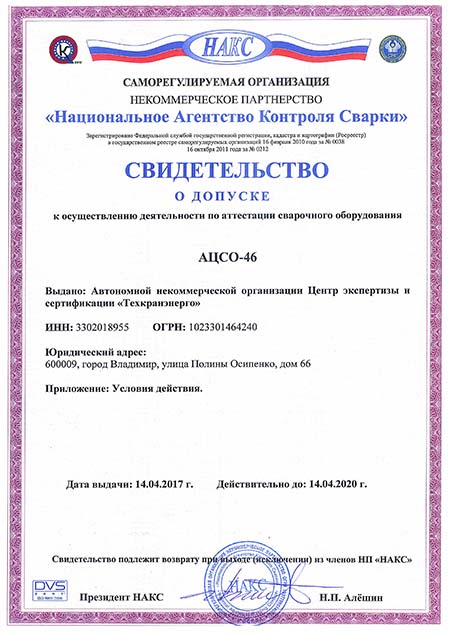 НАКС
САМОРЕГУЛИРУЕМАЯ ОРГАНИЗАЦИЯ
НЕКОММЕРЧЕСКОЕ ПАРТНЕРСТВО
«Национальное Агентство Контроля Сварки»
Зарегистрировано Федеральной службой государственной регистрации, кадастра и картографии (Росреестр)
в государственном реестре саморегулируемых организаций 16 февраля 2010 года за № 0038
16 октября 2011 года за № 0212
СВИДЕТЕЛЬСТВО
О ДОПУСКЕ
к осуществлению деятельности по аттестации сварочного оборудования
АЦСО-46
Выдано: Автономной некоммерческой организации Центр экспертизы и
сертификации «Техкранэнерго»
ИНН: 3302018955 ОГРН: 1023301464240
Юридический адрес:
600009, город Владимир, улица Полины Осипенко, дом 66
Приложение: Условия действия.
Дата выдачи: 14.04.2017 г. Действительно до: 14.04.2020 г.
Свидетельство подлежит возврату при выходе (исключении) из членов НП «НАКС»
DVS
НАКС
Президент НАКС Н.П. Алёшин